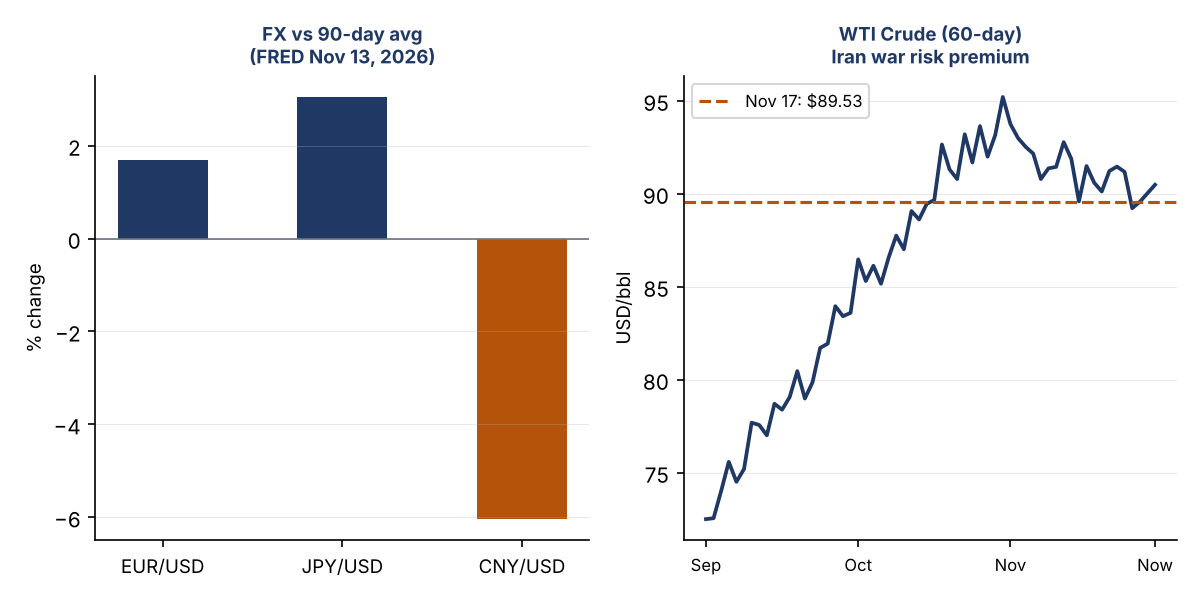 FX vs 90-day avg
(FRED Nov 13, 2026)
% change
2
0
−2
−4
−6
EUR/USD
JPY/USD
CNY/USD
WTI Crude (60-day)
Iran war risk premium
Nov 17: $89.53
USD/bbl
95
90
85
80
75
Sep
Oct
Nov
Now